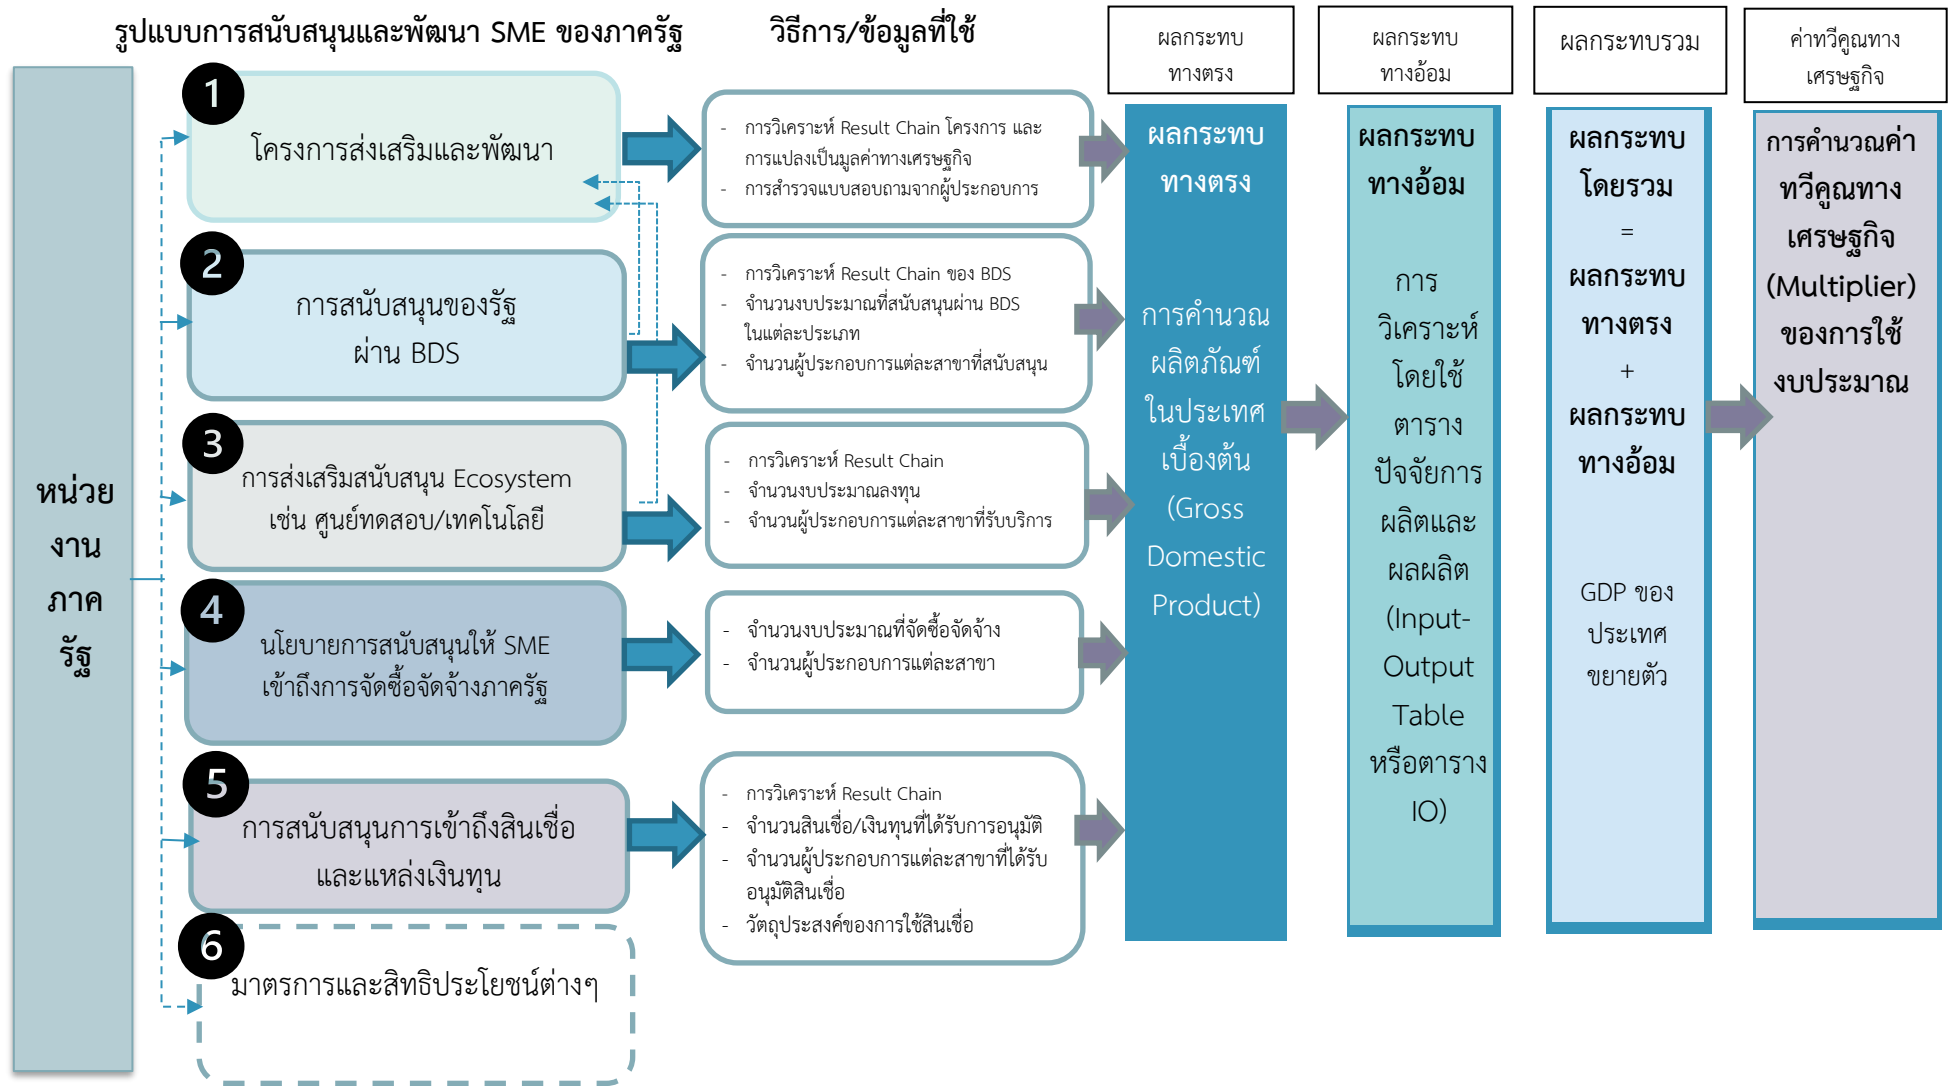 รูปแบบการสนับสนุนและพัฒนา SME ของภาครัฐ
วิธีการ/ข้อมูลที่ใช้
ผลกระทบ
ทางตรง
ผลกระทบ
ทางอ้อม
ผลกระทบรวม
ค่าทวีคูณทาง
เศรษฐกิจ
หน่วย
งาน
ภาค
รัฐ
1
โครงการส่งเสริมและพัฒนา
2
การสนับสนุนของรัฐ
ผ่าน BDS
3
การส่งเสริมสนับสนุน Ecosystem
เช่น ศูนย์ทดสอบ/เทคโนโลยี
4
นโยบายการสนับสนุนให้ SME
เข้าถึงการจัดซื้อจัดจ้างภาครัฐ
5
การสนับสนุนการเข้าถึงสินเชื่อ
และแหล่งเงินทุน
6
มาตรการและสิทธิประโยชน์ต่างๆ
- การวิเคราะห์ Result Chain โครงการ และ
การแปลงเป็นมูลค่าทางเศรษฐกิจ
- การสำรวจแบบสอบถามจากผู้ประกอบการ
- การวิเคราะห์ Result Chain ของ BDS
- จำนวนงบประมาณที่สนับสนุนผ่าน BDS
ในแต่ละประเภท
- จำนวนผู้ประกอบการแต่ละสาขาที่สนับสนุน
- การวิเคราะห์ Result Chain
- จำนวนงบประมาณลงทุน
- จำนวนผู้ประกอบการแต่ละสาขาที่รับบริการ
- จำนวนงบประมาณที่จัดซื้อจัดจ้าง
- จำนวนผู้ประกอบการแต่ละสาขา
- การวิเคราะห์ Result Chain
- จำนวนสินเชื่อ/เงินทุนที่ได้รับการอนุมัติ
- จำนวนผู้ประกอบการแต่ละสาขาที่ได้รับ
อนุมัติสินเชื่อ
- วัตถุประสงค์ของการใช้สินเชื่อ
ผลกระทบ
ทางตรง
การคำนวณ
ผลิตภัณฑ์
ในประเทศ
เบื้องต้น
(Gross
Domestic
Product)
ผลกระทบ
ทางอ้อม
การ
วิเคราะห์
โดยใช้
ตาราง
ปัจจัยการ
ผลิตและ
ผลผลิต
(Input-
Output
Table
หรือตาราง
IO)
ผลกระทบ
โดยรวม
=
ผลกระทบ
ทางตรง
+
ผลกระทบ
ทางอ้อม
GDP ของ
ประเทศ
ขยายตัว
การคำนวณค่า
ทวีคูณทาง
เศรษฐกิจ
(Multiplier)
ของการใช้
งบประมาณ